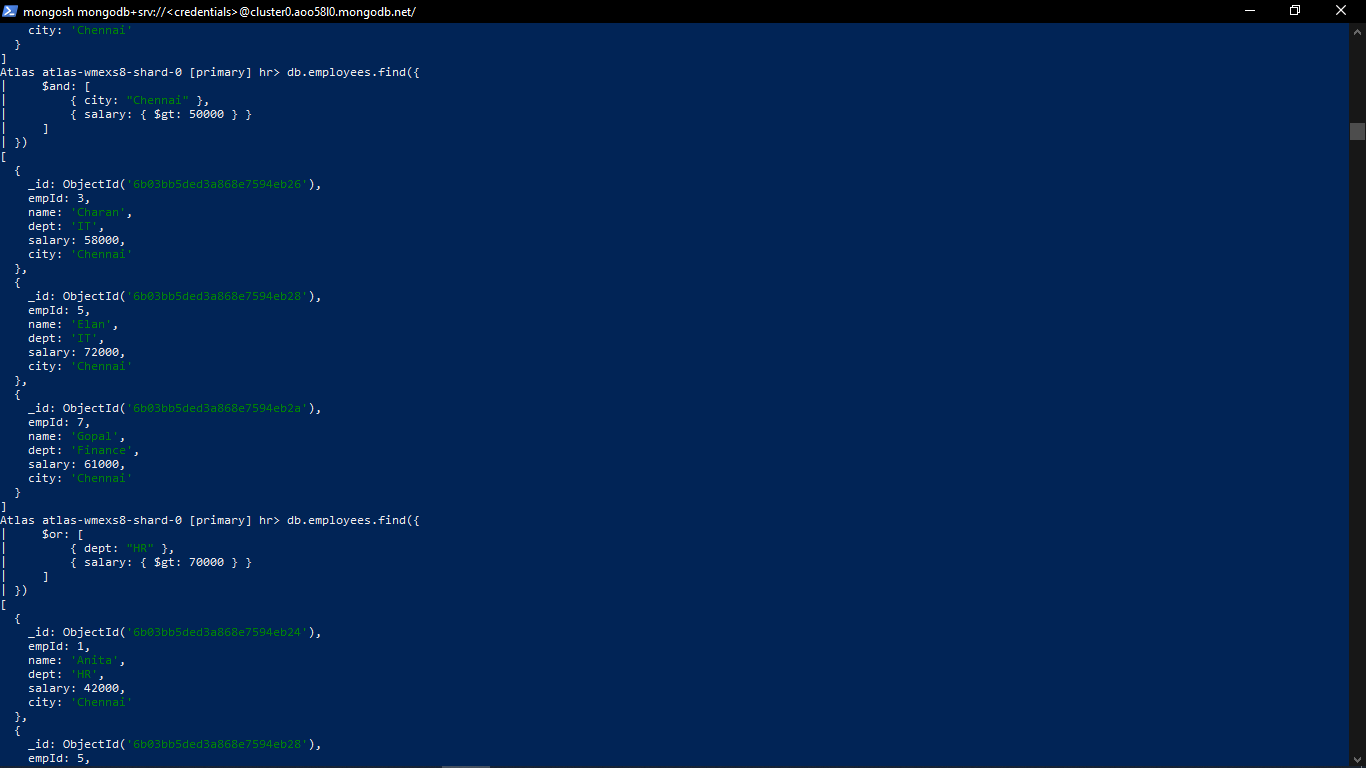 mongosh mongodb+srv://<credentials>@cluster0.aoo58l0.mongodb.net/
    city: 'Chennai'
  }
]
Atlas atlas-wmexs8-shard-0 [primary] hr> db.employees.find({
|     $and: [
|         { city: "Chennai" },
|         { salary: { $gt: 50000 } }
|     ]
| })
[
  {
    _id: ObjectId('6b03bb5ded3a868e7594eb26'),
    empId: 3,
    name: 'Charan',
    dept: 'IT',
    salary: 58000,
    city: 'Chennai'
  },
  {
    _id: ObjectId('6b03bb5ded3a868e7594eb28'),
    empId: 5,
    name: 'Elan',
    dept: 'IT',
    salary: 72000,
    city: 'Chennai'
  },
  {
    _id: ObjectId('6b03bb5ded3a868e7594eb2a'),
    empId: 7,
    name: 'Gopal',
    dept: 'Finance',
    salary: 61000,
    city: 'Chennai'
  }
]
Atlas atlas-wmexs8-shard-0 [primary] hr> db.employees.find({
|     $or: [
|         { dept: "HR" },
|         { salary: { $gt: 70000 } }
|     ]
| })
[
  {
    _id: ObjectId('6b03bb5ded3a868e7594eb24'),
    empId: 1,
    name: 'Anita',
    dept: 'HR',
    salary: 42000,
    city: 'Chennai'
  },
  {
    _id: ObjectId('6b03bb5ded3a868e7594eb28'),
    empId: 5,